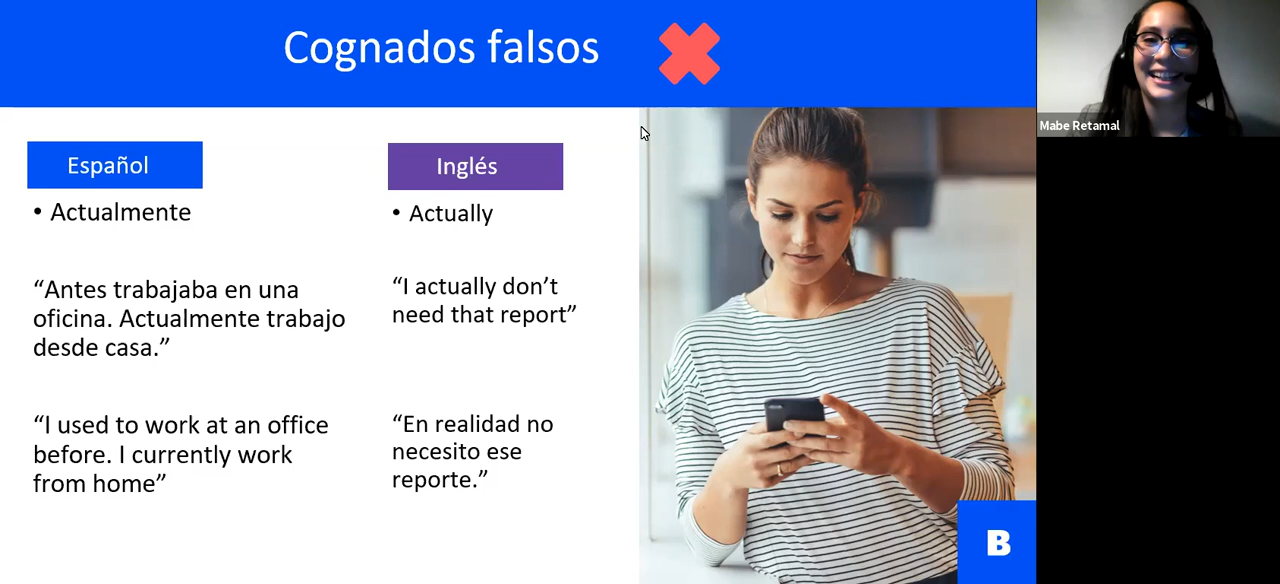 Cognados falsos
Mabe Retamal
Español
Inglés
• Actualmente
• Actually
“Antes trabajaba en una
oficina. Actualmente trabajo
desde casa.”
“I actually don’t
need that report”
“I used to work at an office
before. I currently work
from home”
“En realidad no
necesito ese
reporte.”
B